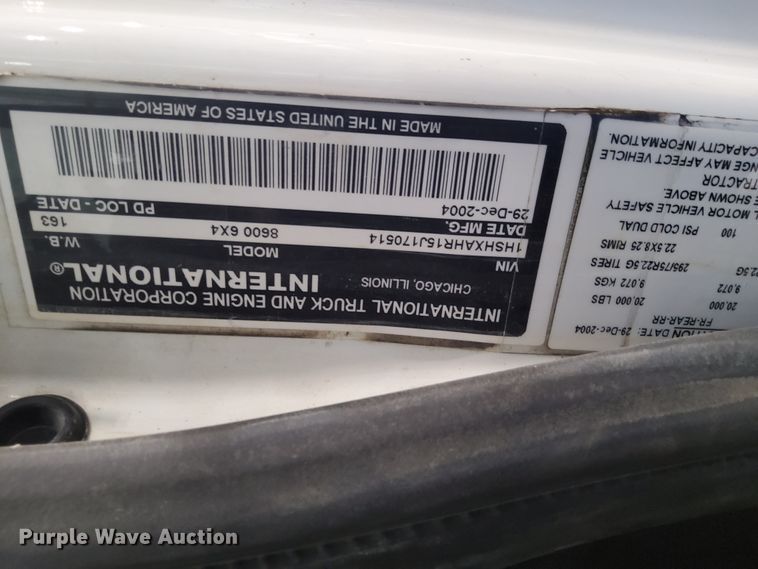 INTERNATIONAL TRUCK AND ENGINE CORPORATION
CHICAGO, ILLINOIS INTERNATIONAL®
VIN MODEL W.B.
1HSHXAHR15J170514 8600 6X4 163
DATE MFG. PD LOC - DATE
29-Dec-2004
MADE IN THE UNITED STATES OF AMERICA
TION DATE: 29-Dec-2004
FR-REAR-RR
20,000 20,000 LBS
9,072 9,072 KGS
22.5G 295/75R22.5G TIRES
22.5X8.25 RIMS
100 PSI COLD DUAL
L MOTOR VEHICLE SAFETY
E SHOWN ABOVE.
TRACTOR
NGE MAY AFFECT VEHICLE
CAPACITY INFORMATION.
Purple Wave Auction